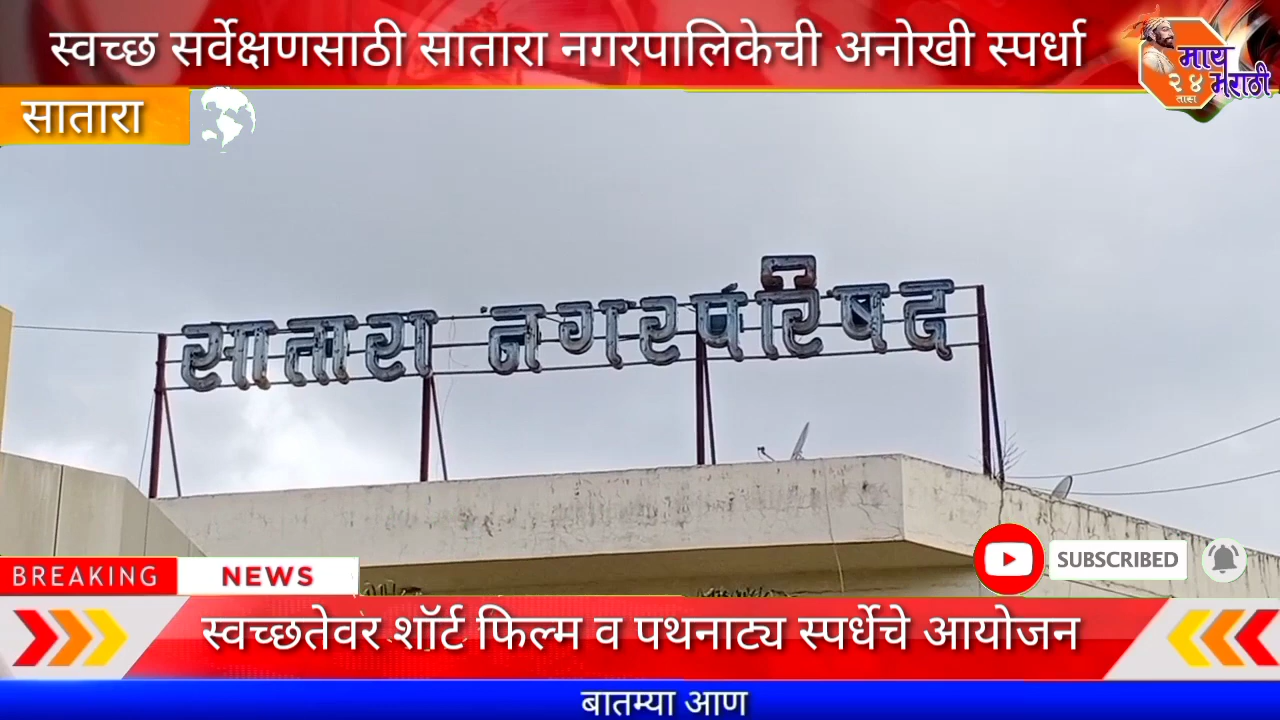 स्वच्छ सर्वेक्षणसाठी सातारा नगरपालिकेची अनोखी स्पर्धा
माय
२४
तास
मराठी
सातारा
सातारा नगरपरिषद
SUBSCRIBED
BREAKING NEWS
स्वच्छतेवर शॉर्ट फिल्म व पथनाट्य स्पर्धेचे आयोजन
बातम्या आण